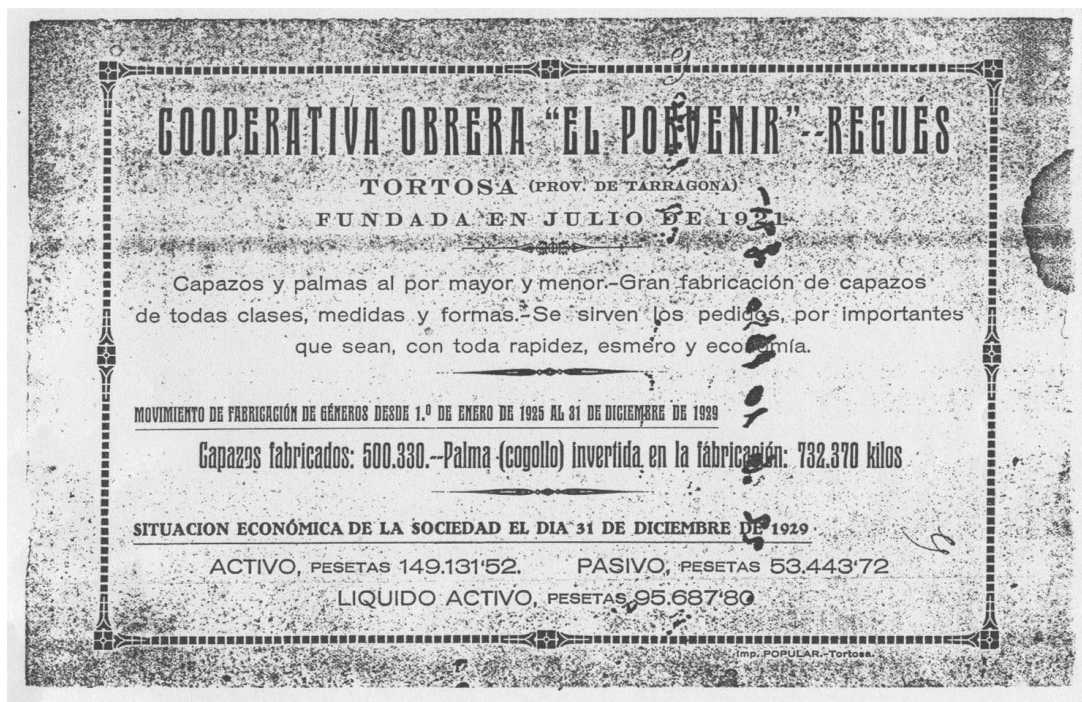 COOPERATIVA OBRERA "EL PORVENIR"--REGUÉS
TORTOSA (PROV. DE TARRAGONA)
FUNDADA EN JULIO DE 1921
Capazos y palmas al por mayor y menor.-Gran fabricación de capazos
de todas clases, medidas y formas.-Se sirven los pedidos, por importantes
que sean, con toda rapidez, esmero y economía.
MOVIMIENTO DE FABRICACIÓN DE GÉNEROS DESDE 1.º DE ENERO DE 1925 AL 31 DE DICIEMBRE DE 1929
Capazos fabricados: 500.330.--Palma (cogollo) invertida en la fabricación: 732.370 kilos
SITUACION ECONÓMICA DE LA SOCIEDAD EL DIA 31 DE DICIEMBRE DE 1929
ACTIVO, PESETAS 149.131'52. PASIVO, PESETAS 53.443'72
LIQUIDO ACTIVO, PESETAS 95.687'80
Imp. POPULAR.-Tortosa.